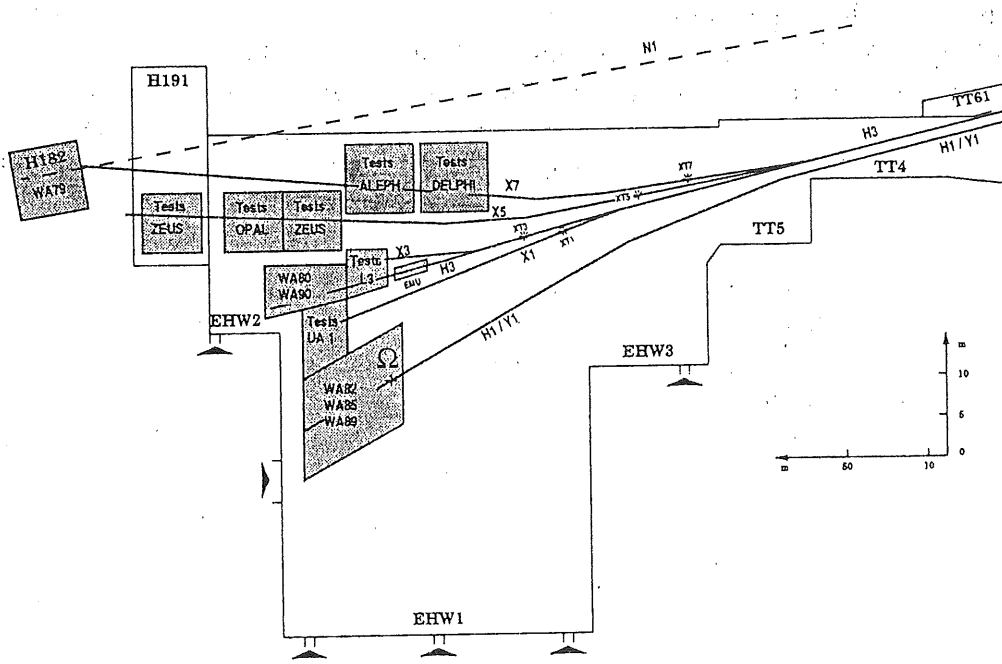 N1
H191
TT61
H3
H1 / Y1
TT4
H182
WA79
Tests
ALEPH
Tests
DELPHI
X7
XT7
XT5
Tests
ZEUS
Tests
OPAL
Tests
ZEUS
X5
XT3
XT1
TT5
X3
H3
X1
Tests
L3
EMU
WA80
WA90
EHW2
Tests
UA 1
H1 / Y1
Ω
EHW3
WA82
WA85
WA89
m
10
5
0
m
50
10
EHW1